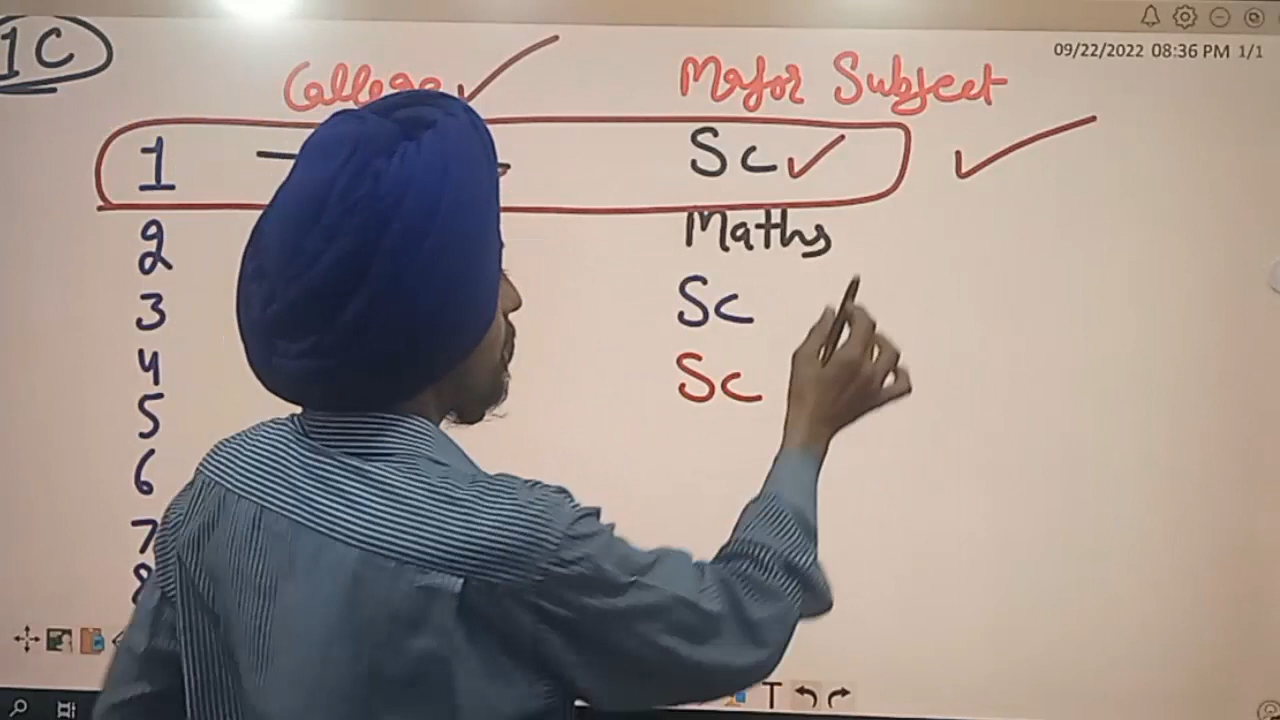 09/22/2022 08:36 PM 1/1
1C
College Major Subject
1 Sc
2 Maths
3 Sc
4 Sc
5
6
7
8
T